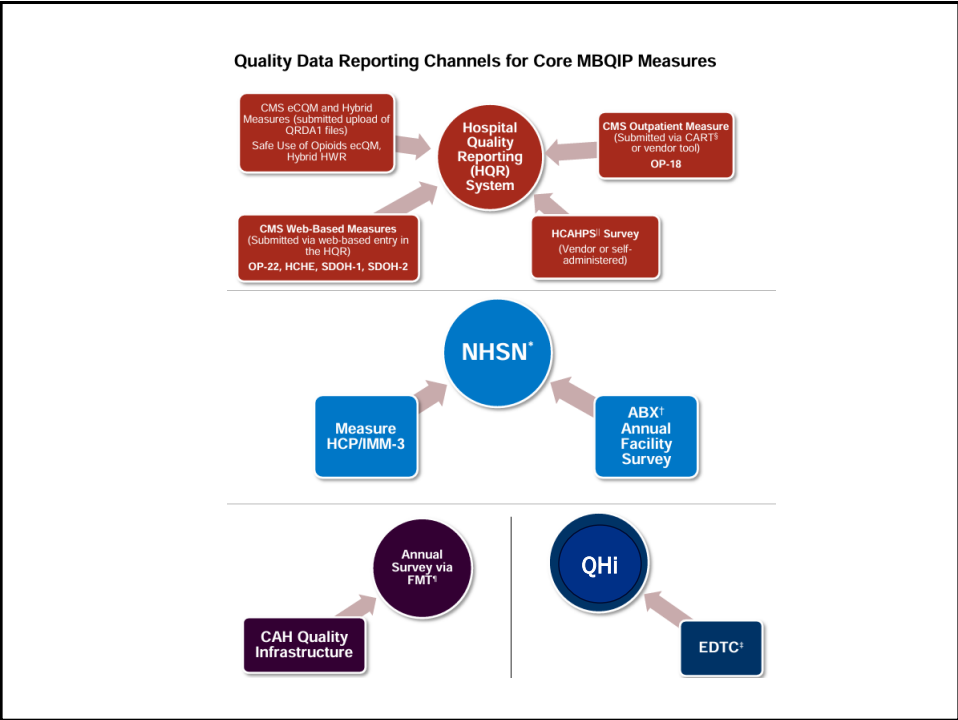 Quality Data Reporting Channels for Core MBQIP Measures
CMS eCQM and Hybrid
Measures (submitted upload of
QRDA1 files)
Safe Use of Opioids ecQM,
Hybrid HWR
Hospital
Quality
Reporting
(HQR)
System
CMS Outpatient Measure
(Submitted via CART§
or vendor tool)
OP-18
CMS Web-Based Measures
(Submitted via web-based entry in
the HQR)
OP-22, HCHE, SDOH-1, SDOH-2
HCAHPS|| Survey
(Vendor or self-
administered)
NHSN*
Measure
HCP/IMM-3
ABX†
Annual
Facility
Survey
Annual
Survey via
FMT¶
CAH Quality
Infrastructure
QHi
EDTC‡